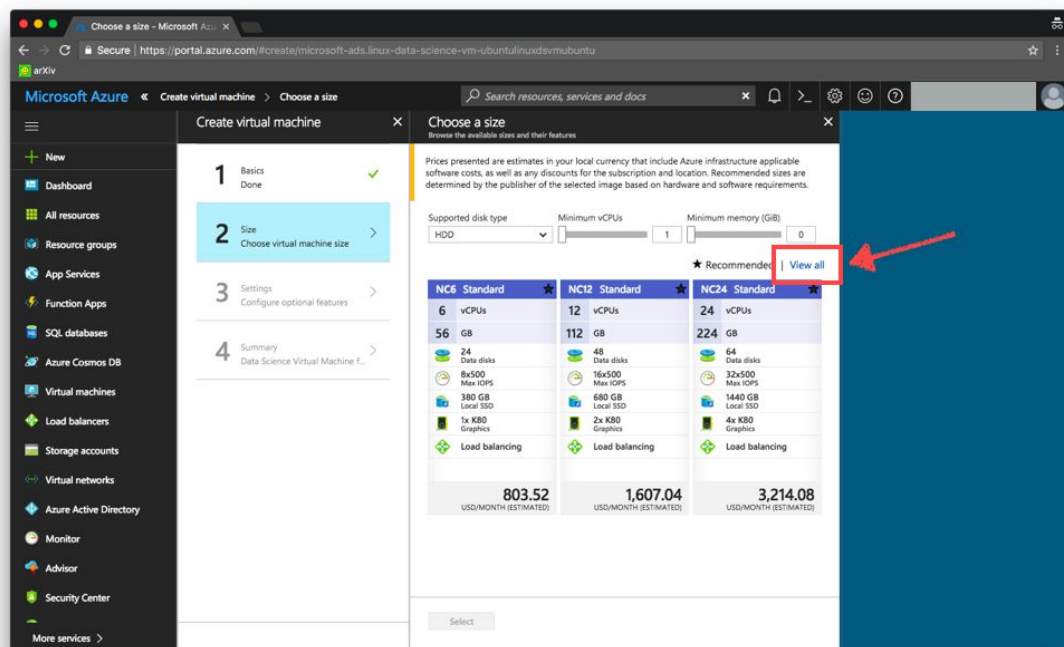 Choose a size - Microsoft Azu
Secure | https://portal.azure.com/#create/microsoft-ads.linux-data-science-vm-ubuntulinuxdsvmubuntu
arXiv
Microsoft Azure « Create virtual machine > Choose a size
Search resources, services and docs
New
Dashboard
All resources
Resource groups
App Services
Function Apps
SQL databases
Azure Cosmos DB
Virtual machines
Load balancers
Storage accounts
Virtual networks
Azure Active Directory
Monitor
Advisor
Security Center
More services >
Create virtual machine
1 Basics
Done
2 Size
Choose virtual machine size
3 Settings
Configure optional features
4 Summary
Data Science Virtual Machine f...
Choose a size
Browse the available sizes and their features
Prices presented are estimates in your local currency that include Azure infrastructure applicable
software costs, as well as any discounts for the subscription and location. Recommended sizes are
determined by the publisher of the selected image based on hardware and software requirements.
Supported disk type
HDD
Minimum vCPUs
1
Minimum memory (GiB)
0
★ Recommended | View all
NC6 Standard ★
6 vCPUs
56 GB
24
Data disks
8x500
Max IOPS
380 GB
Local SSD
1x K80
Graphics
Load balancing
803.52
USD/MONTH (ESTIMATED)
NC12 Standard ★
12 vCPUs
112 GB
48
Data disks
16x500
Max IOPS
680 GB
Local SSD
2x K80
Graphics
Load balancing
1,607.04
USD/MONTH (ESTIMATED)
NC24 Standard ★
24 vCPUs
224 GB
64
Data disks
32x500
Max IOPS
1440 GB
Local SSD
4x K80
Graphics
Load balancing
3,214.08
USD/MONTH (ESTIMATED)
Select